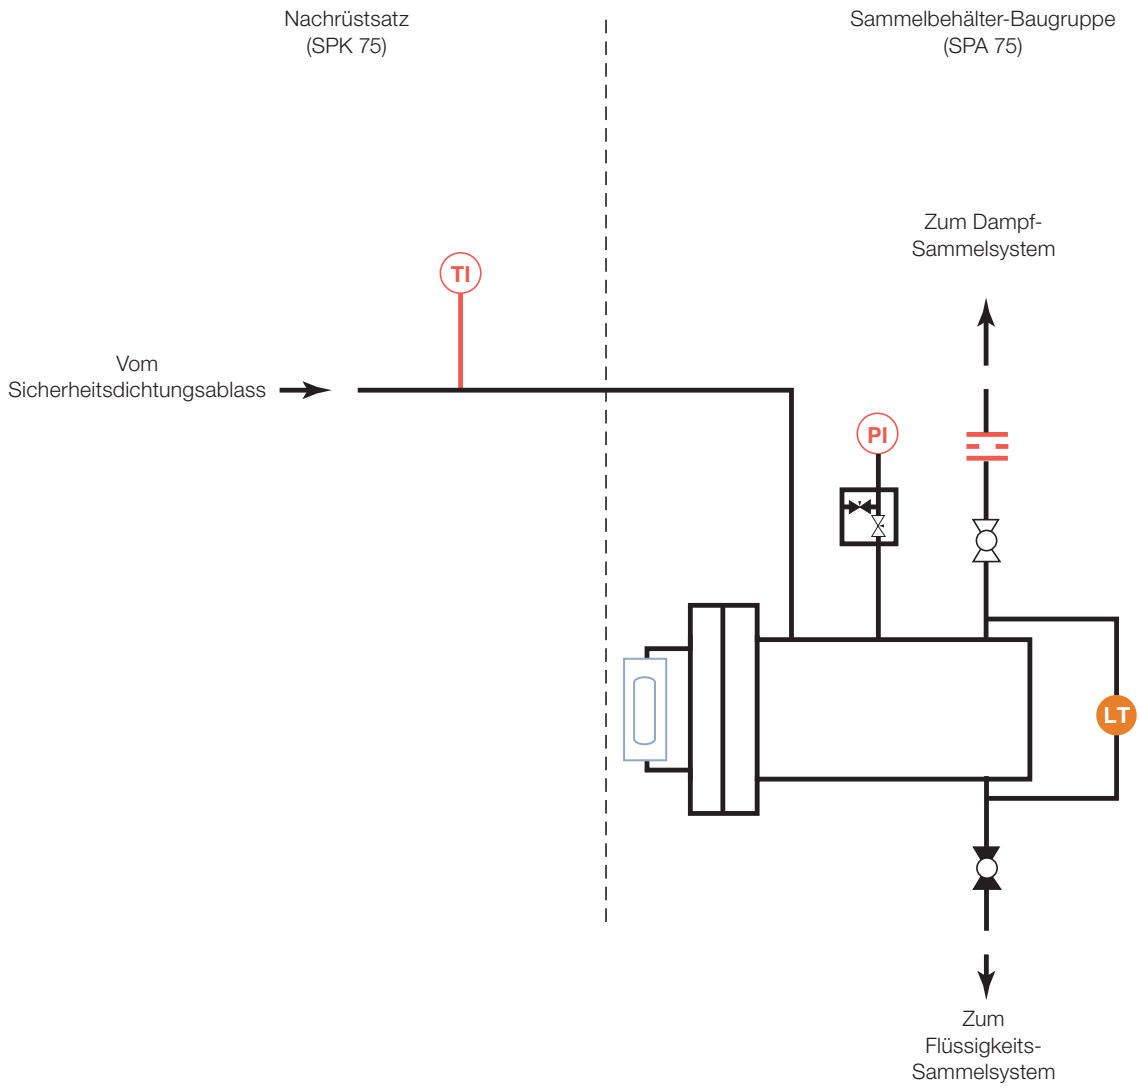 Nachrüstsatz
(SPK 75)
Sammelbehälter-Baugruppe
(SPA 75)
Zum Dampf-
Sammelsystem
TI
Vom
Sicherheitsdichtungsablass
PI
LT
Zum
Flüssigkeits-
Sammelsystem